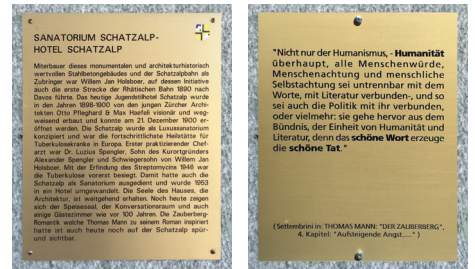 SANATORIUM SCHATZALP-
HOTEL SCHATZALP
Miterbauer dieses monumentalen und architekturhistorisch
wertvollen Stahlbetongebäudes und der Schatzalpbahn als
Zubringer war Willem Jan Holsboer, auf dessen Initiative
auch die erste Strecke der Rhätischen Bahn 1890 nach
Davos führte. Das heutige Jugendstilhotel Schatzalp wurde
in den Jahren 1898-1900 von den jungen Zürcher Archi-
tekten Otto Pfleghard & Max Haefeli visionär und weg-
weisend erbaut und konnte am 21. Dezember 1900 er-
öffnet werden. Die Schatzalp wurde als Luxussanatorium
konzipiert und war die fortschrittlichste Heilstätte für
Tuberkulosekranke in Europa. Erster praktizierender Chef-
arzt war Dr. Luzius Spengler, Sohn des Kurortgründers
Alexander Spengler und Schwiegersohn von Willem Jan
Holsboer. Mit der Erfindung des Streptomycins 1946 war
die Tuberkulose vorerst besiegt. Damit hatte auch die
Schatzalp als Sanatorium ausgedient und wurde 1953
in ein Hotel umgewandelt. Die Seele des Hauses, die
Architektur, ist weitgehend erhalten. Noch heute zeigen
sich der Speisesaal, der Konversationsraum und auch
einige Gästezimmer wie vor 100 Jahren. Die Zauberberg-
Romantik welche Thomas Mann zu seinem Roman inspiriert
hatte ist auch heute noch auf der Schatzalp spür-
und sichtbar.
"Nicht nur der Humanismus, - Humanität
überhaupt, alle Menschenwürde,
Menschenachtung und menschliche
Selbstachtung sei untrennbar mit dem
Worte, mit Literatur verbunden,-und so
sei auch die Politik mit ihr verbunden,
oder vielmehr: sie gehe hervor aus dem
Bündnis, der Einheit von Humanität und
Literatur, denn das schöne Wort erzeuge
die schöne Tat."
(Settembrini in: THOMAS MANN: "DER ZAUBERBERG",
4. Kapitel: "Aufsteigende Angst....")